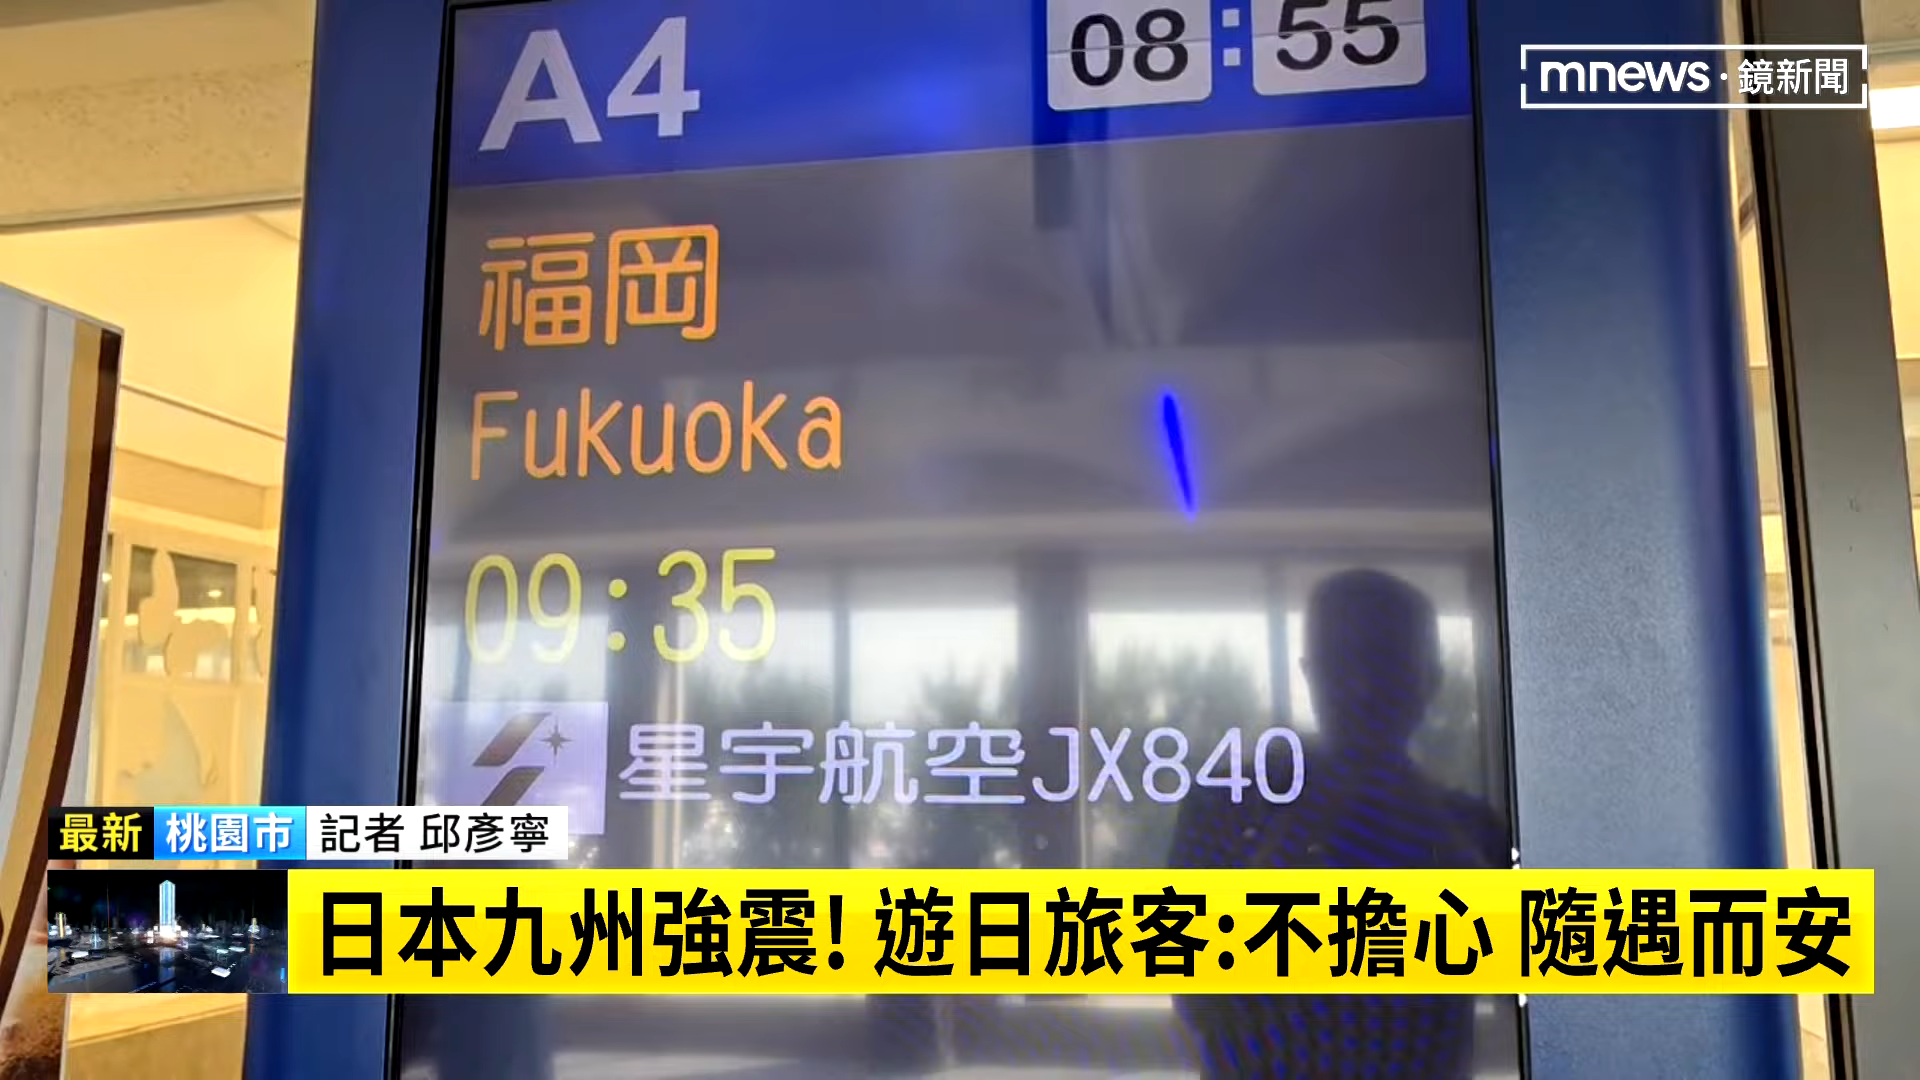 A4
08:55
mnews·鏡新聞
福岡
Fukuoka
09:35
星宇航空JX840
最新 桃園市 記者 邱彥寧
日本九州強震! 遊日旅客:不擔心 隨遇而安